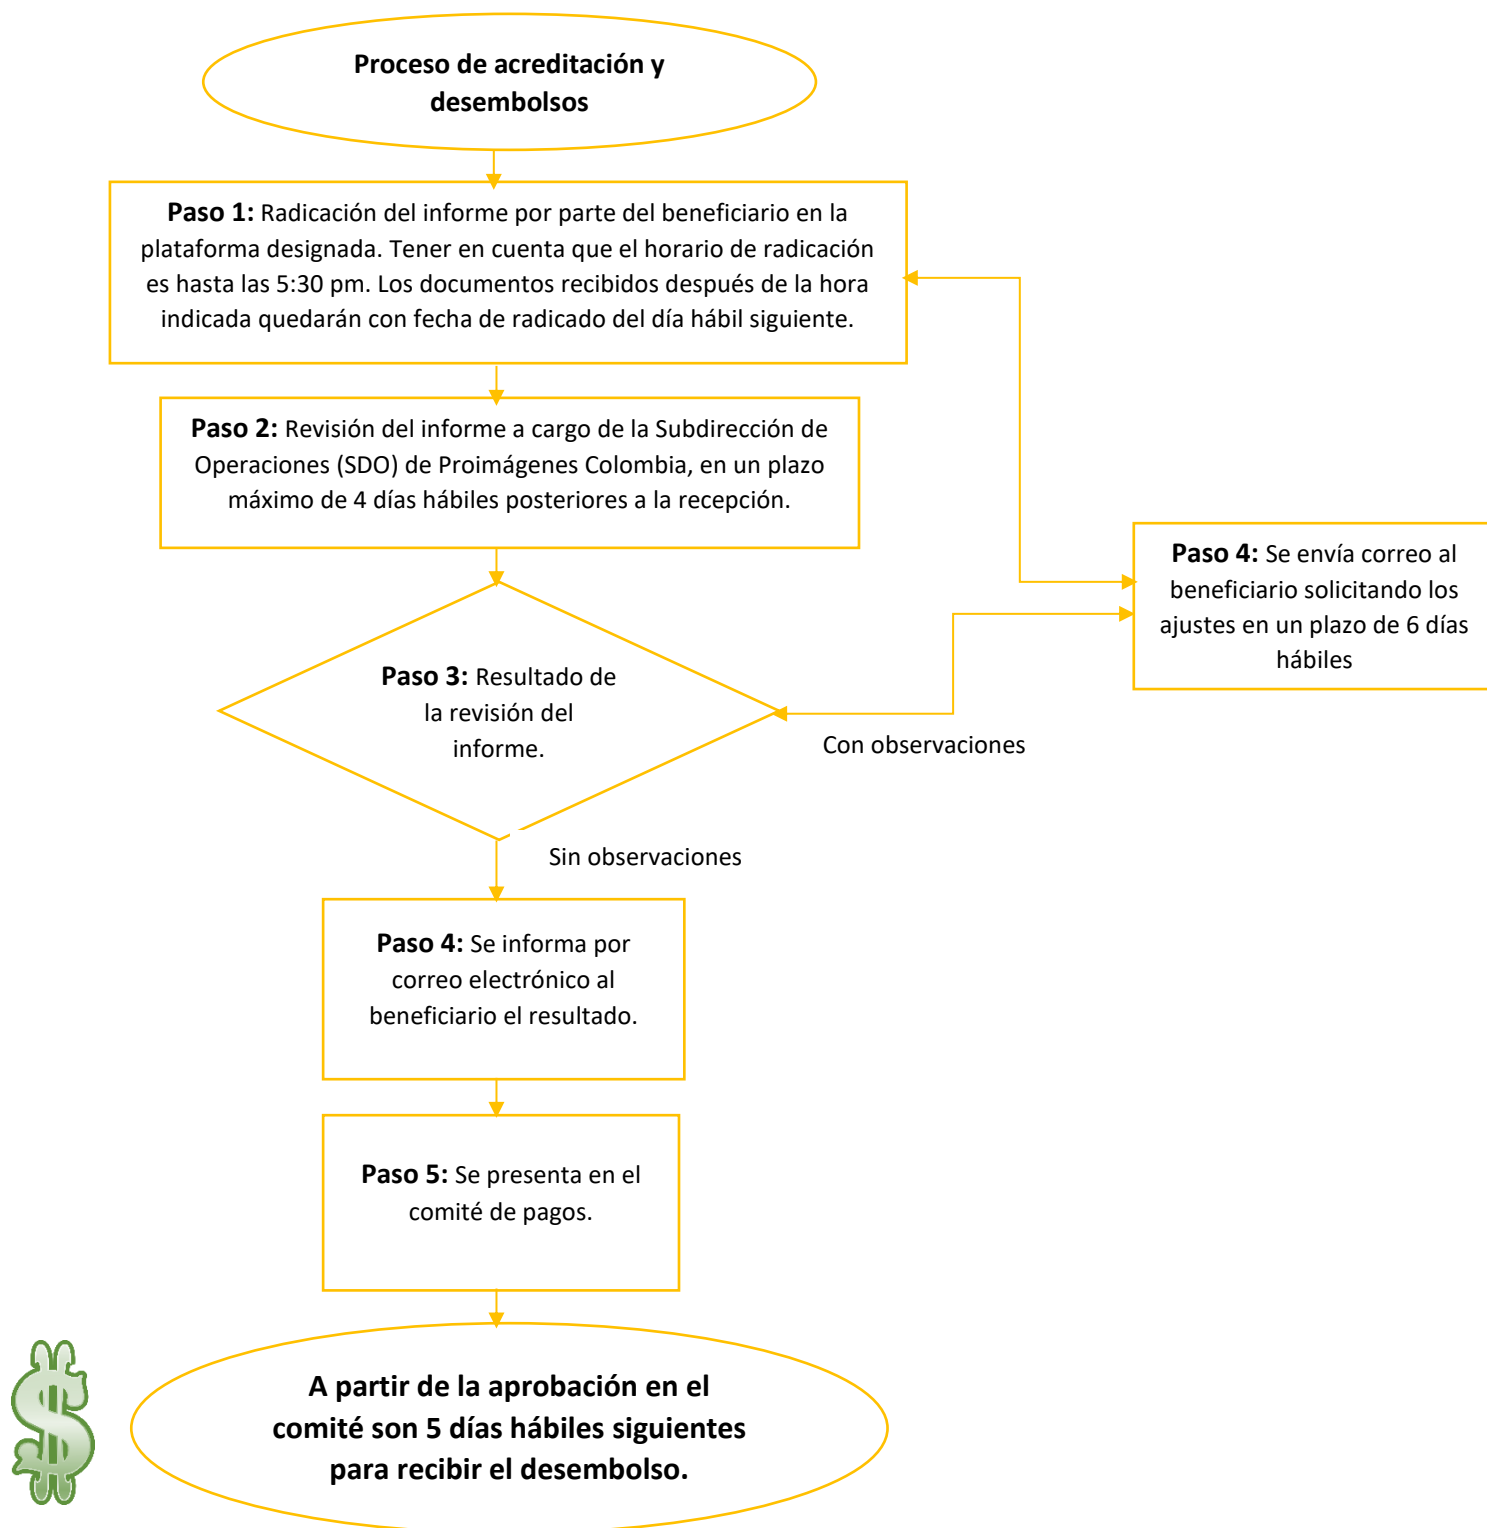 Proceso de acreditación y
desembolsos
Paso 1: Radicación del informe por parte del beneficiario en la
plataforma designada. Tener en cuenta que el horario de radicación
es hasta las 5:30 pm. Los documentos recibidos después de la hora
indicada quedarán con fecha de radicado del día hábil siguiente.
Paso 2: Revisión del informe a cargo de la Subdirección de
Operaciones (SDO) de Proimágenes Colombia, en un plazo
máximo de 4 días hábiles posteriores a la recepción.
Paso 4: Se envía correo al
beneficiario solicitando los
ajustes en un plazo de 6 días
hábiles
Paso 3: Resultado de
la revisión del
informe.
Con observaciones
Sin observaciones
Paso 4: Se informa por
correo electrónico al
beneficiario el resultado.
Paso 5: Se presenta en el
comité de pagos.
A partir de la aprobación en el
comité son 5 días hábiles siguientes
para recibir el desembolso.